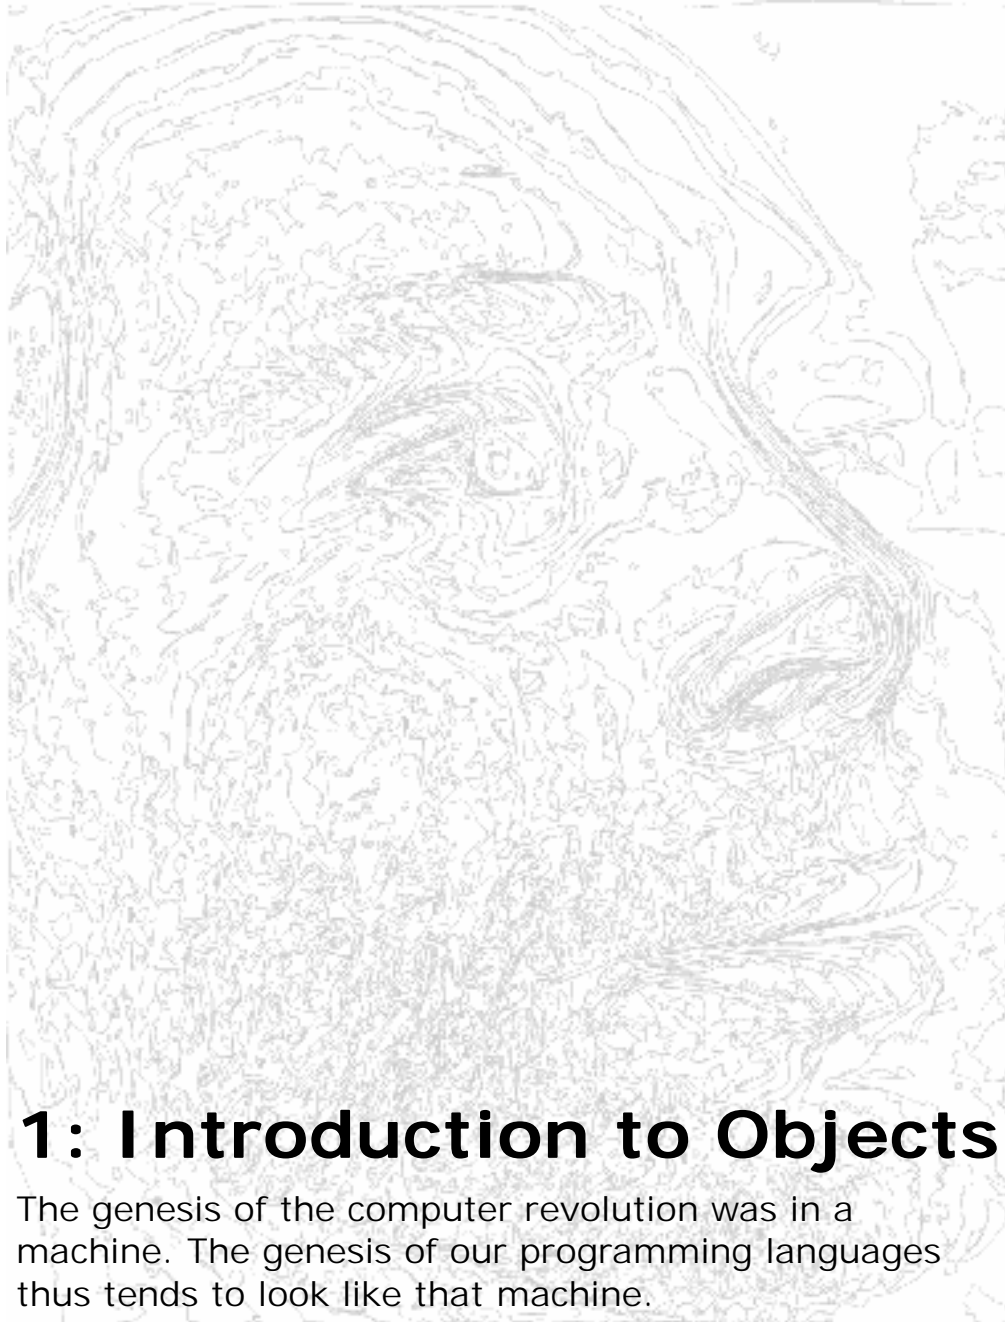 1: Introduction to Objects
The genesis of the computer revolution was in a
machine. The genesis of our programming languages
thus tends to look like that machine.